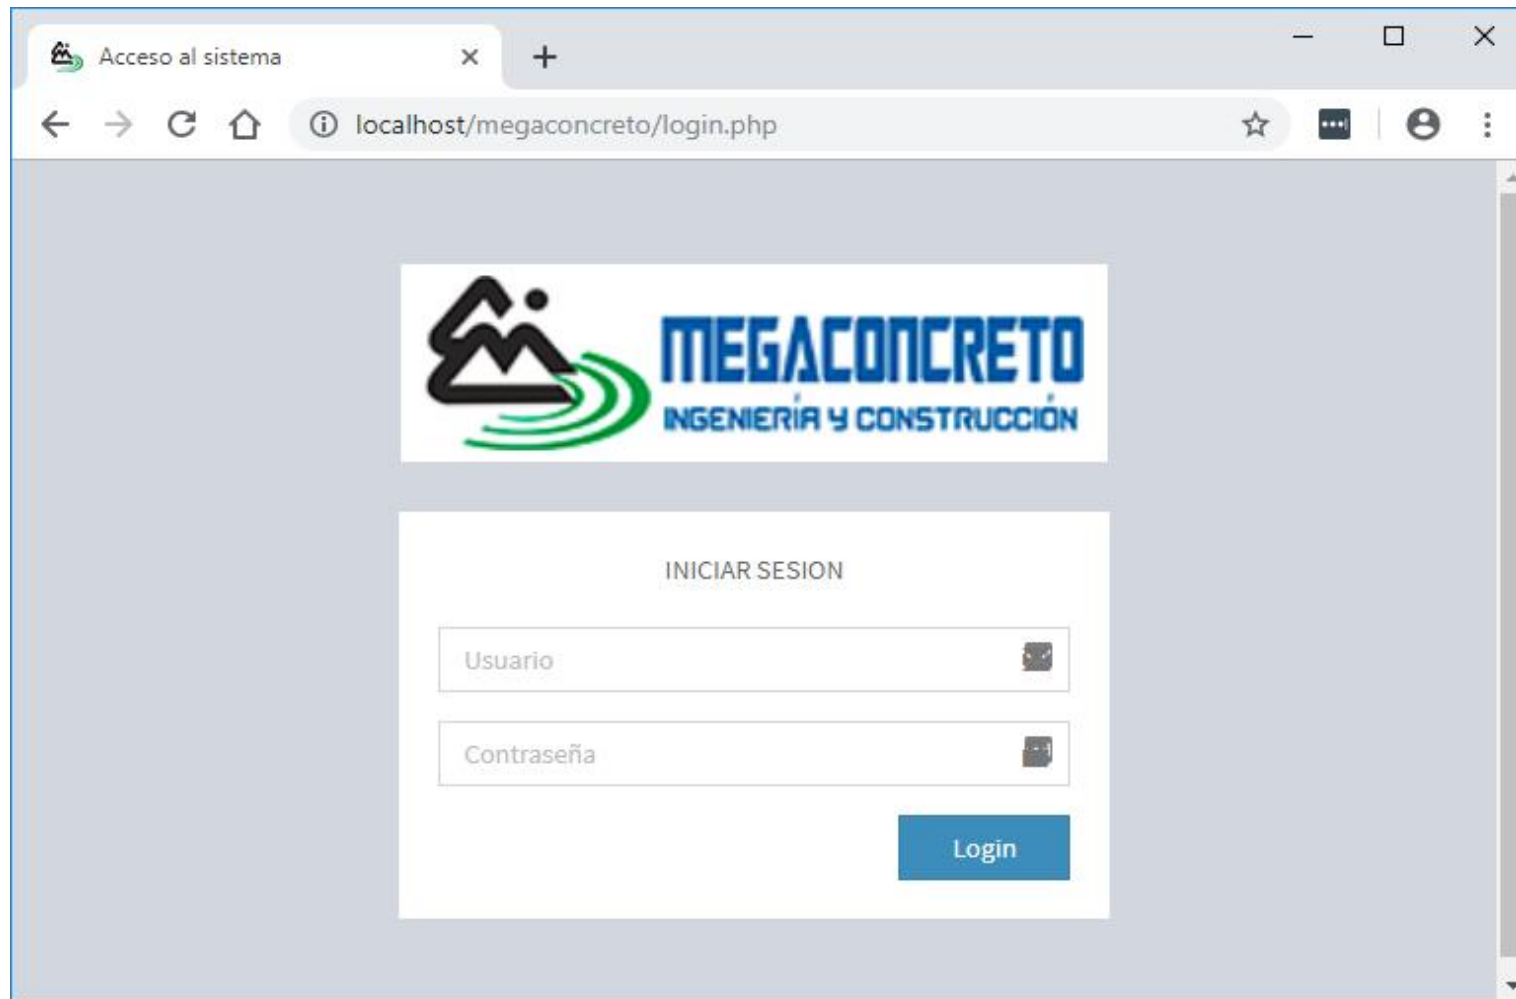 Acceso al sistema
localhost/megaconcreto/login.php
MEGACONCRETO
INGENIERÍA Y CONSTRUCCIÓN
INICIAR SESION
Usuario
Contraseña
Login